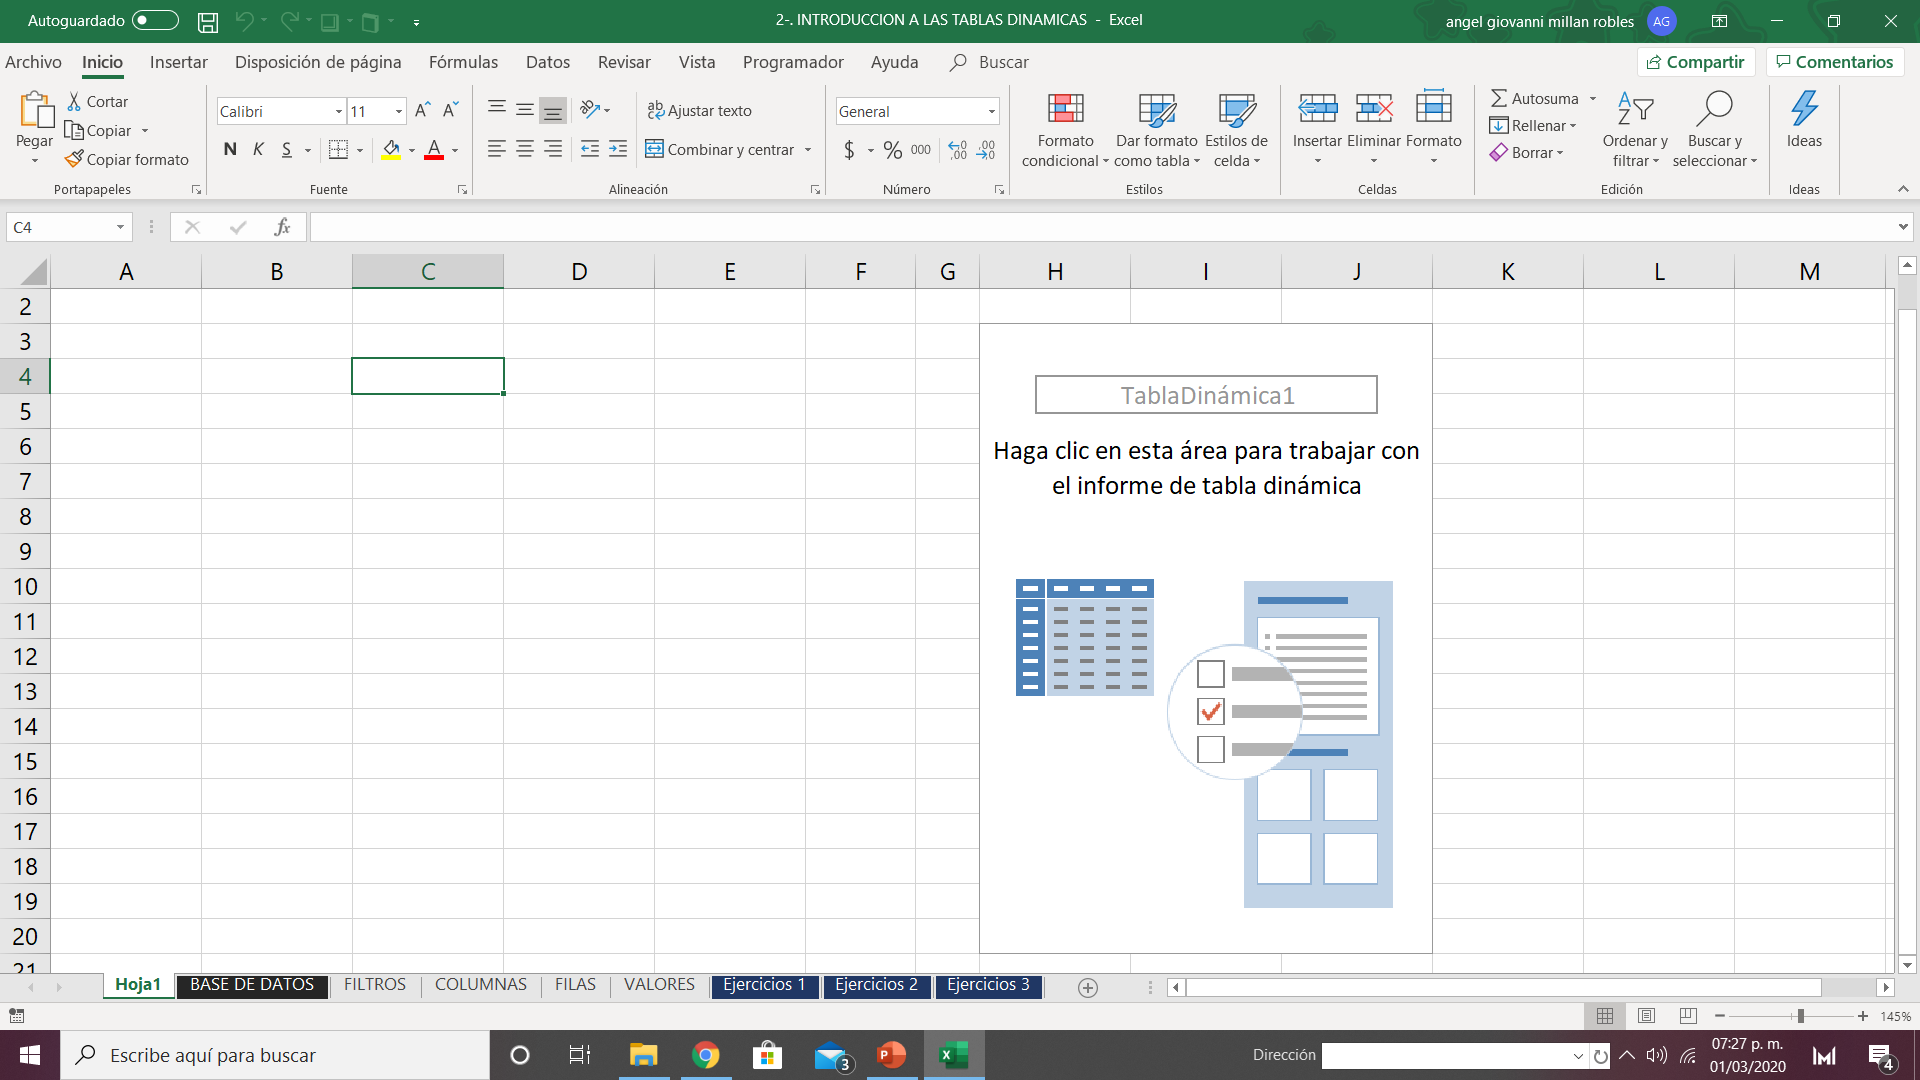 Autoguardado
2-. INTRODUCCION A LAS TABLAS DINAMICAS - Excel
angel giovanni millan robles
AG
Archivo Inicio Insertar Disposición de página Fórmulas Datos Revisar Vista Programador Ayuda Buscar
Compartir Comentarios
Pegar
Cortar
Copiar
Copiar formato
Portapapeles
Calibri 11
N K S
Fuente
Ajustar texto
Combinar y centrar
Alineación
General
$ % 000
Número
Formato condicional
Dar formato como tabla
Estilos de celda
Estilos
Insertar Eliminar Formato
Celdas
Autosuma
Rellenar
Borrar
Ordenar y filtrar
Buscar y seleccionar
Edición
Ideas
Ideas
C4
fx
A B C D E F G H I J K L M
2
3
4
5
6
7
8
9
10
11
12
13
14
15
16
17
18
19
20
21
TablaDinámica1
Haga clic en esta área para trabajar con
el informe de tabla dinámica
Hoja1 BASE DE DATOS FILTROS COLUMNAS FILAS VALORES Ejercicios 1 Ejercicios 2 Ejercicios 3
145%
Escribe aquí para buscar
3
Dirección
07:27 p. m.
01/03/2020
4